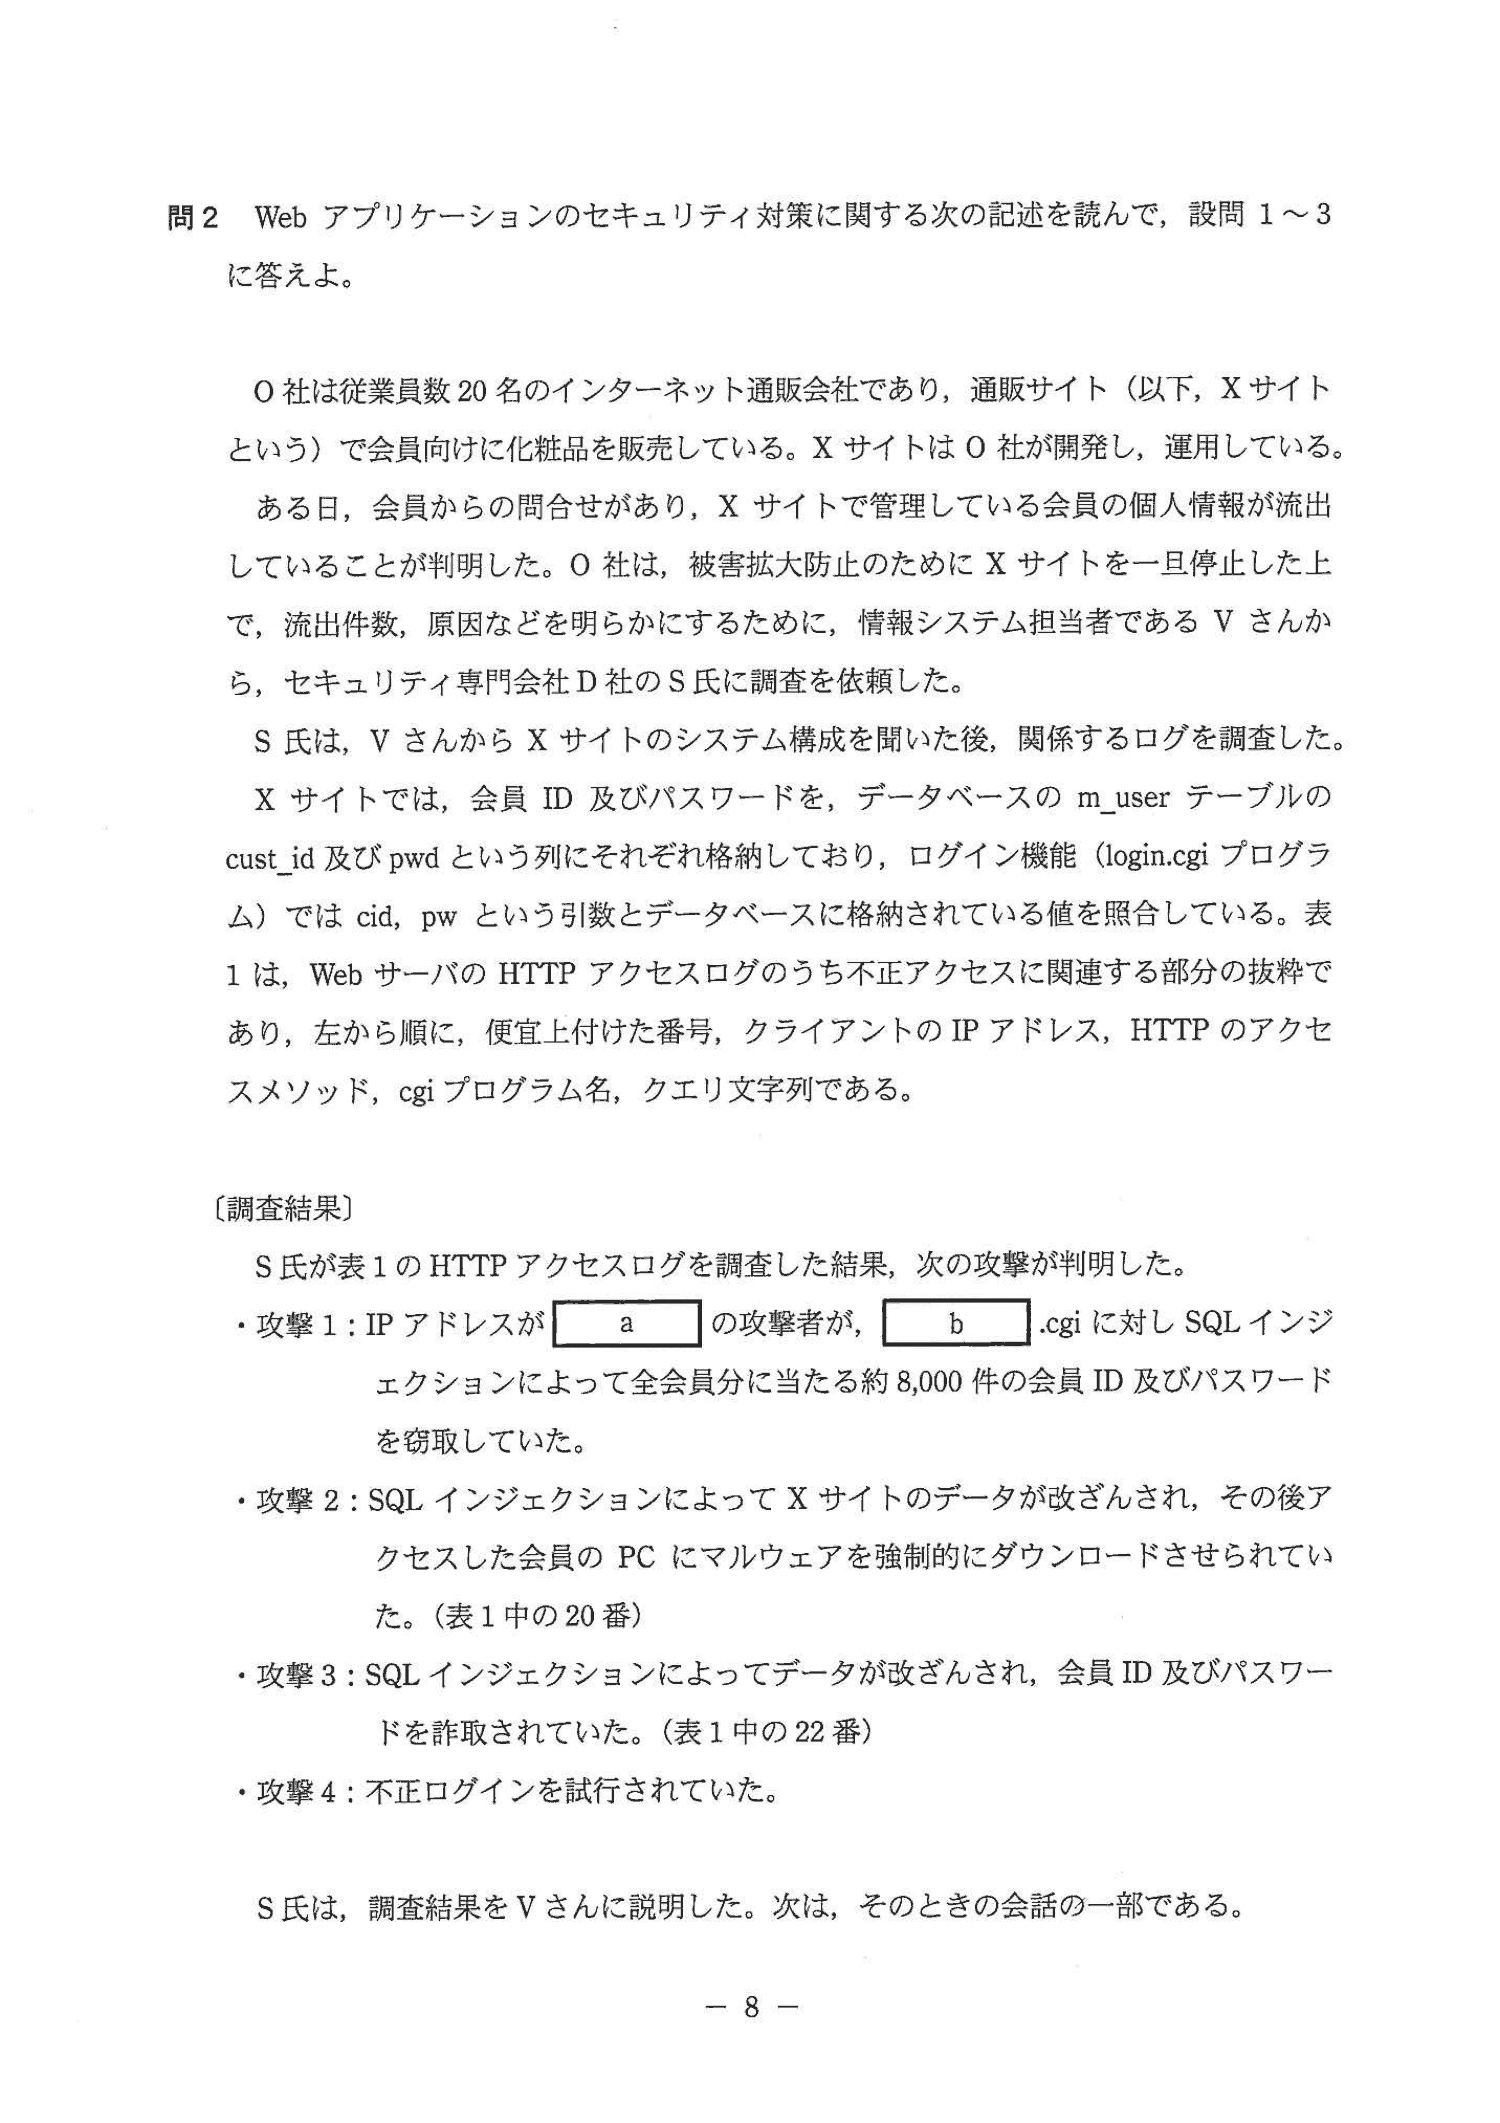 問2 Web アプリケーションのセキュリティ対策に関する次の記述を読んで，設問 1～3
に答えよ。
O 社は従業員数 20 名のインターネット通販会社であり，通販サイト（以下，X サイト
という）で会員向けに化粧品を販売している。X サイトは O 社が開発し，運用している。
ある日，会員からの問合せがあり，X サイトで管理している会員の個人情報が流出
していることが判明した。O 社は，被害拡大防止のために X サイトを一旦停止した上
で，流出件数，原因などを明らかにするために，情報システム担当者である V さんか
ら，セキュリティ専門会社 D 社の S 氏に調査を依頼した。
S 氏は，V さんから X サイトのシステム構成を聞いた後，関係するログを調査した。
X サイトでは，会員 ID 及びパスワードを，データベースの m_user テーブルの
cust_id 及び pwd という列にそれぞれ格納しており，ログイン機能（login.cgi プログラ
ム）では cid，pw という引数とデータベースに格納されている値を照合している。表
1 は，Web サーバの HTTP アクセスログのうち不正アクセスに関連する部分の抜粋で
あり，左から順に，便宜上付けた番号，クライアントの IP アドレス，HTTP のアクセ
スメソッド，cgi プログラム名，クエリ文字列である。
〔調査結果〕
S 氏が表 1 の HTTP アクセスログを調査した結果，次の攻撃が判明した。
・攻撃 1：IP アドレスが a の攻撃者が， b .cgi に対し SQL インジ
ェクションによって全会員分に当たる約 8,000 件の会員 ID 及びパスワード
を窃取していた。
・攻撃 2：SQL インジェクションによって X サイトのデータが改ざんされ，その後ア
クセスした会員の PC にマルウェアを強制的にダウンロードさせられてい
た。（表 1 中の 20 番）
・攻撃 3：SQL インジェクションによってデータが改ざんされ，会員 ID 及びパスワー
ドを詐取されていた。（表 1 中の 22 番）
・攻撃 4：不正ログインを試行されていた。
S 氏は，調査結果を V さんに説明した。次は，そのときの会話の一部である。
－ 8 －